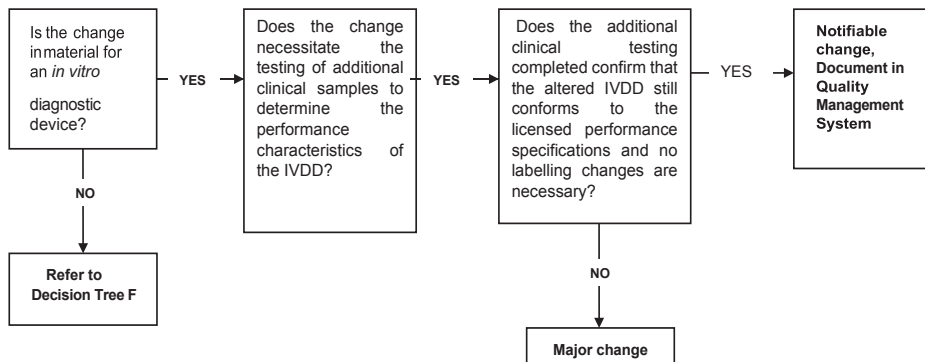 Is the change
inmaterial for
an in vitro
diagnostic
device?
YES
NO
Refer to
Decision Tree F
Does the change
necessitate the
testing of additional
clinical samples to
determine the
performance
characteristics of
the IVDD?
YES
Does the additional
clinical testing
completed confirm that
the altered IVDD still
conforms to the
licensed performance
specifications and no
labelling changes are
necessary?
YES
NO
Major change
Notifiable
change,
Document in
Quality
Management
System